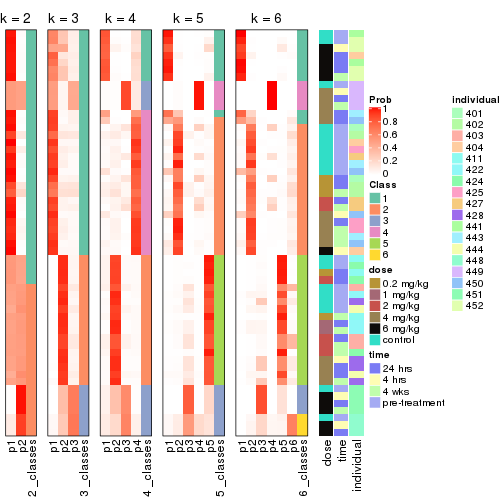 k = 2
k = 3
k = 4
k = 5
k = 6
p1
p2
2_classes
p1
p2
p3
3_classes
p1
p2
p3
p4
4_classes
p1
p2
p3
p4
p5
5_classes
p1
p2
p3
p4
p5
p6
6_classes
dose
time
individual
Prob
1
0.8
0.6
0.4
0.2
0
Class
1
2
3
4
5
6
dose
0.2 mg/kg
1 mg/kg
2 mg/kg
4 mg/kg
6 mg/kg
control
time
24 hrs
4 hrs
4 wks
pre-treatment
Individual
401
402
403
404
411
422
424
425
427
428
441
443
444
448
449
450
451
452